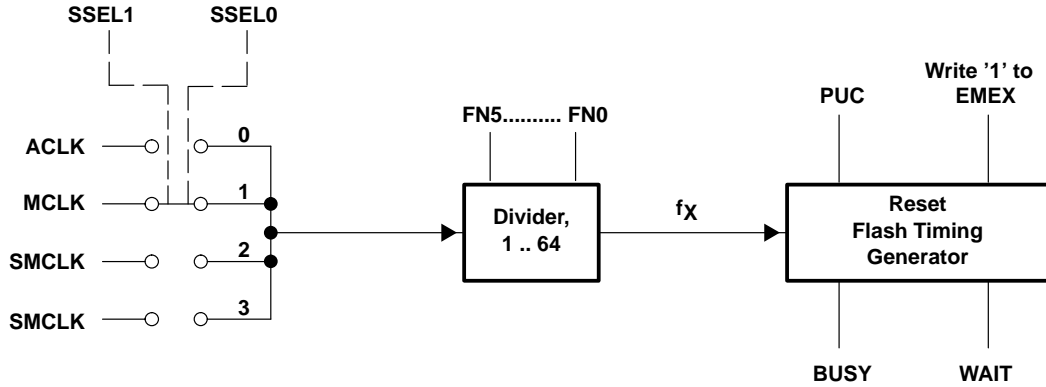 SSEL1 SSEL0
Write ’1’ to
PUC EMEX
FN5.......... FN0
ACLK 0
MCLK 1
SMCLK 2
SMCLK 3
Divider,
1 .. 64
fX
Reset
Flash Timing
Generator
BUSY WAIT